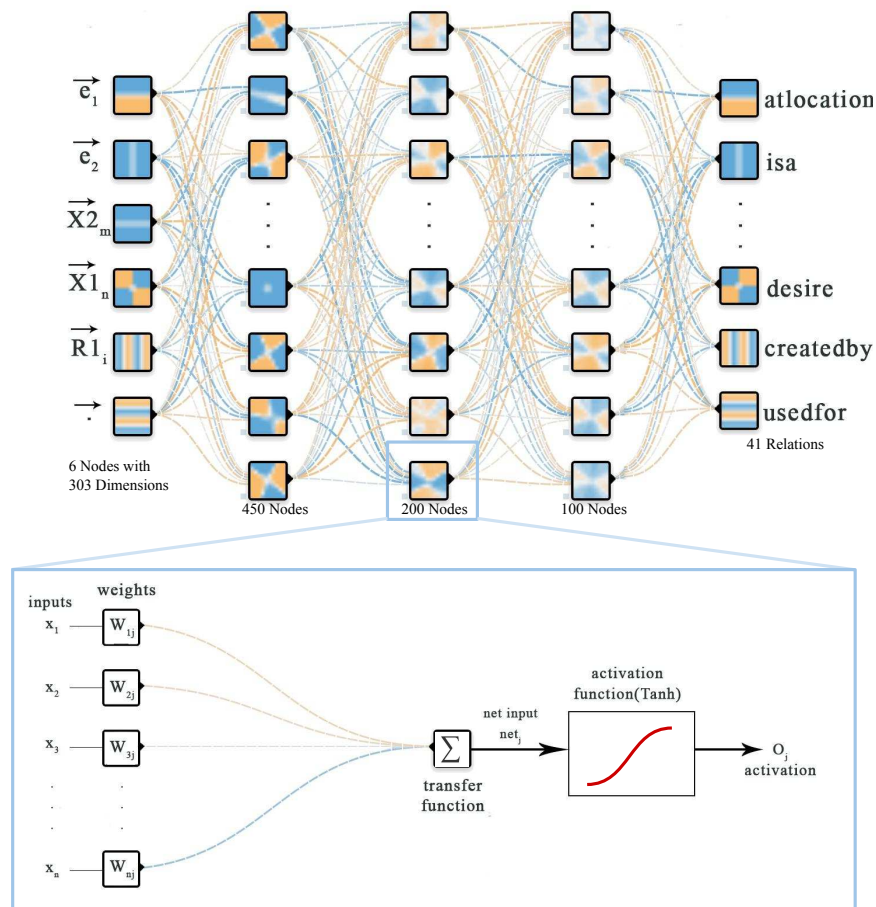 e₁
e₂
X2ₘ
X1ₙ
R1ᵢ
.
6 Nodes with
303 Dimensions
450 Nodes
200 Nodes
100 Nodes
atlocation
isa
desire
createdby
usedfor
41 Relations
inputs
weights
x₁
W₁ⱼ
x₂
W₂ⱼ
x₃
W₃ⱼ
xₙ
Wₙⱼ
∑
transfer
function
net input
netⱼ
activation
function(Tanh)
Oⱼ
activation